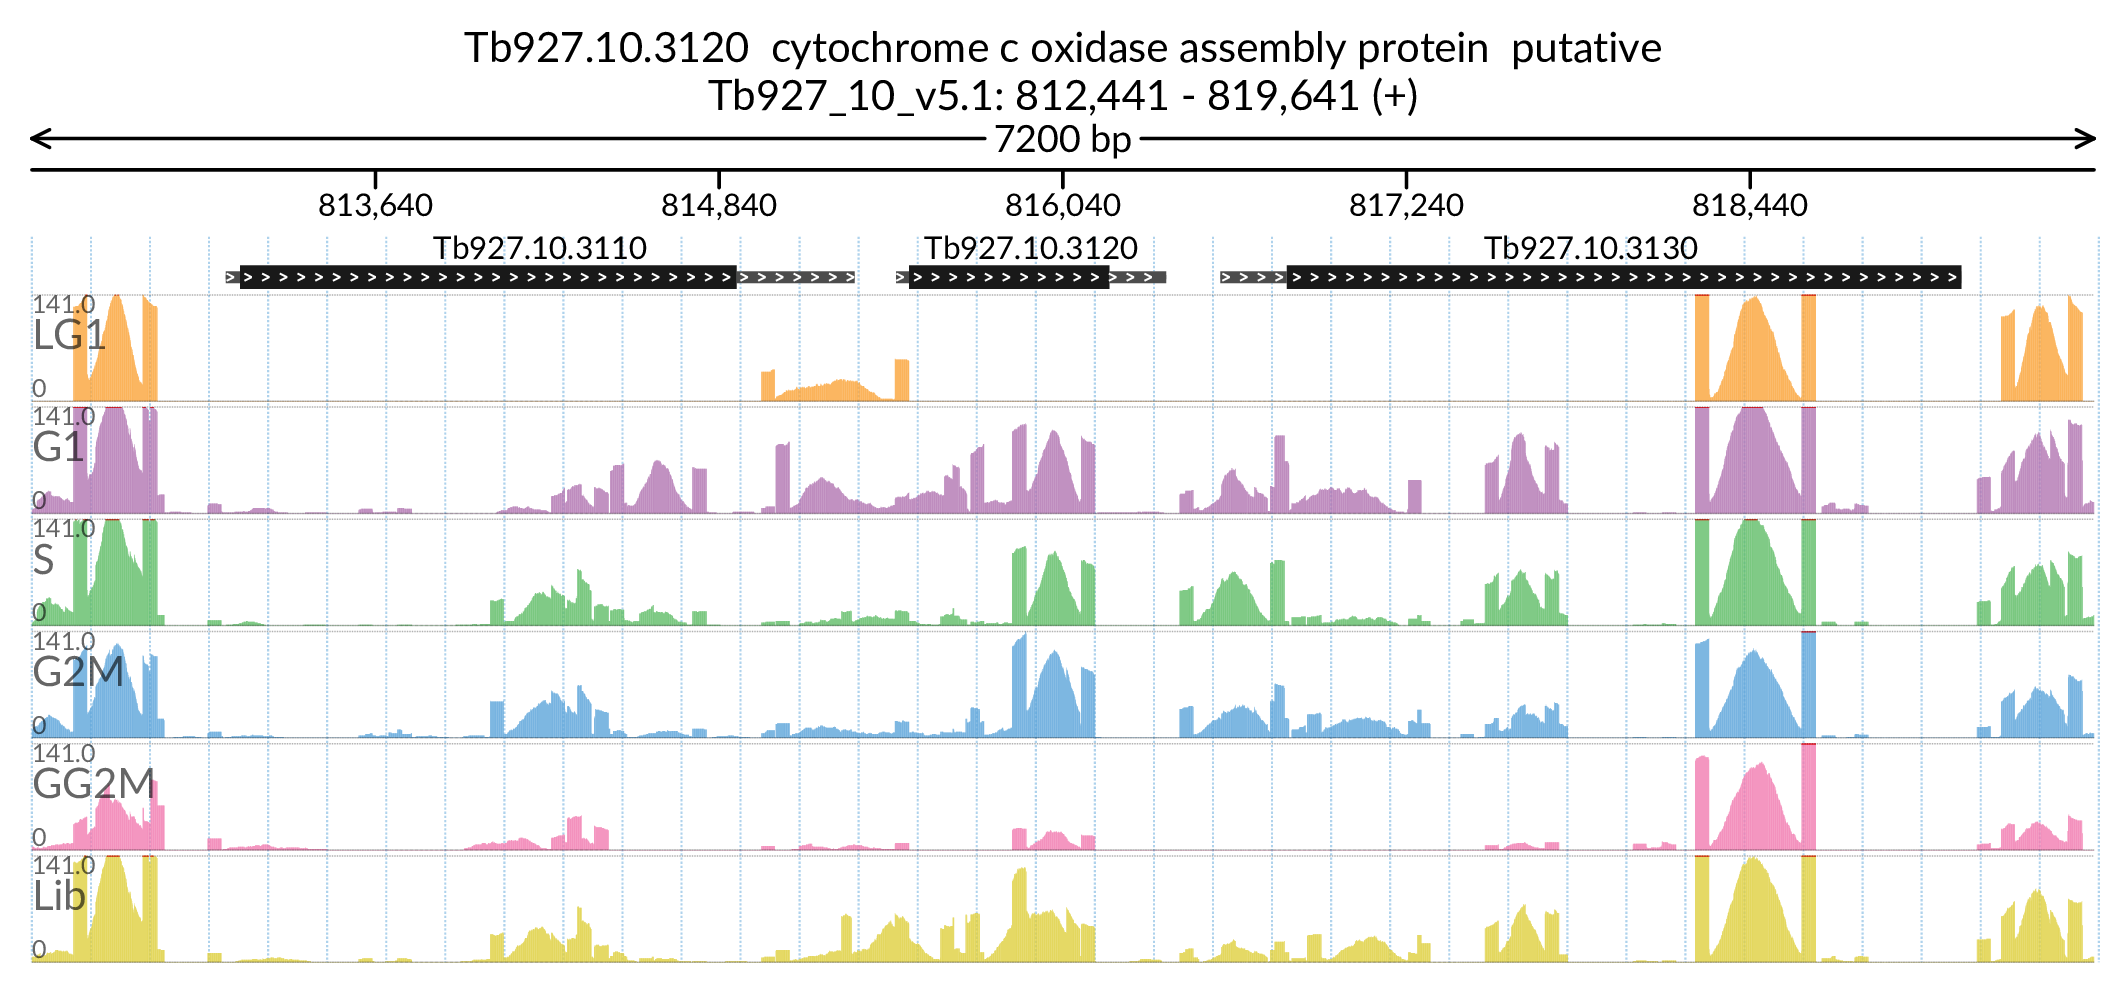 Tb927.10.3120  cytochrome c oxidase assembly protein  putative
Tb927_10_v5.1: 812,441 - 819,641 (+)
7200 bp
813,640 814,840 816,040 817,240 818,440
Tb927.10.3110 Tb927.10.3120 Tb927.10.3130
141.0
LG1
0
141.0
G1
0
141.0
S
0
141.0
G2M
0
141.0
GG2M
0
141.0
Lib
0